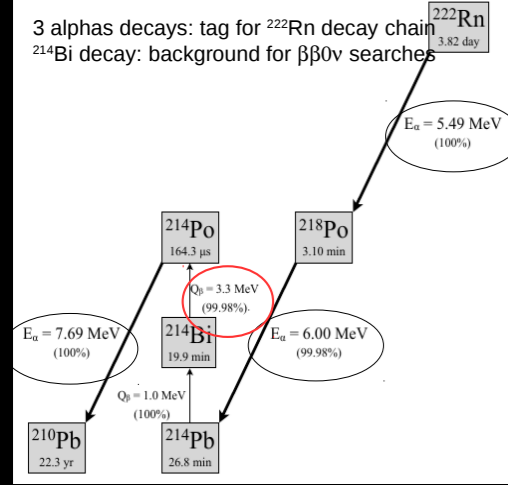 3 alphas decays: tag for ²²²Rn decay chain
²¹⁴Bi decay: background for ββ0ν searches
²²²Rn
3.82 day
Eα = 5.49 MeV
(100%)
²¹⁴Po
164.3 μs
²¹⁸Po
3.10 min
Qβ = 3.3 MeV
(99.98%).
Eα = 7.69 MeV
(100%)
²¹⁴Bi
19.9 min
Eα = 6.00 MeV
(99.98%)
Qβ = 1.0 MeV
(100%)
²¹⁰Pb
22.3 yr
²¹⁴Pb
26.8 min